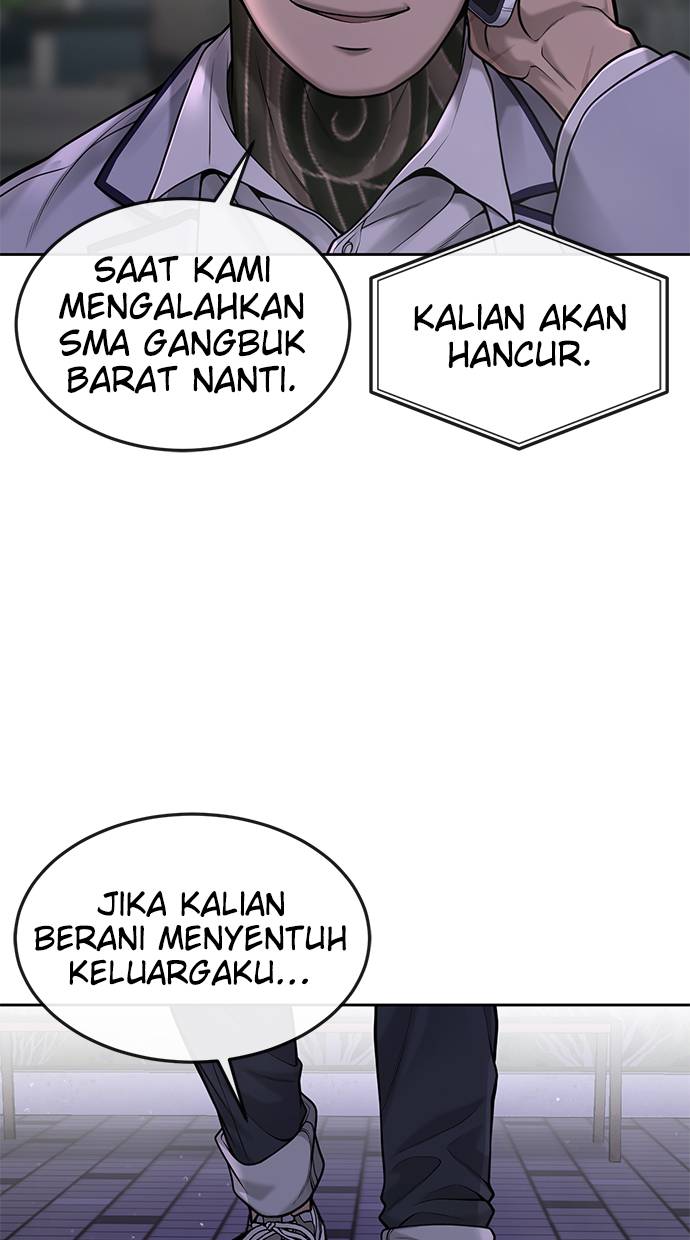 SAAT KAMI
MENGALAHKAN
SMA GANGBUK
BARAT NANTI.
KALIAN AKAN
HANCUR.
JIKA KALIAN
BERANI MENYENTUH
KELUARGAKU...